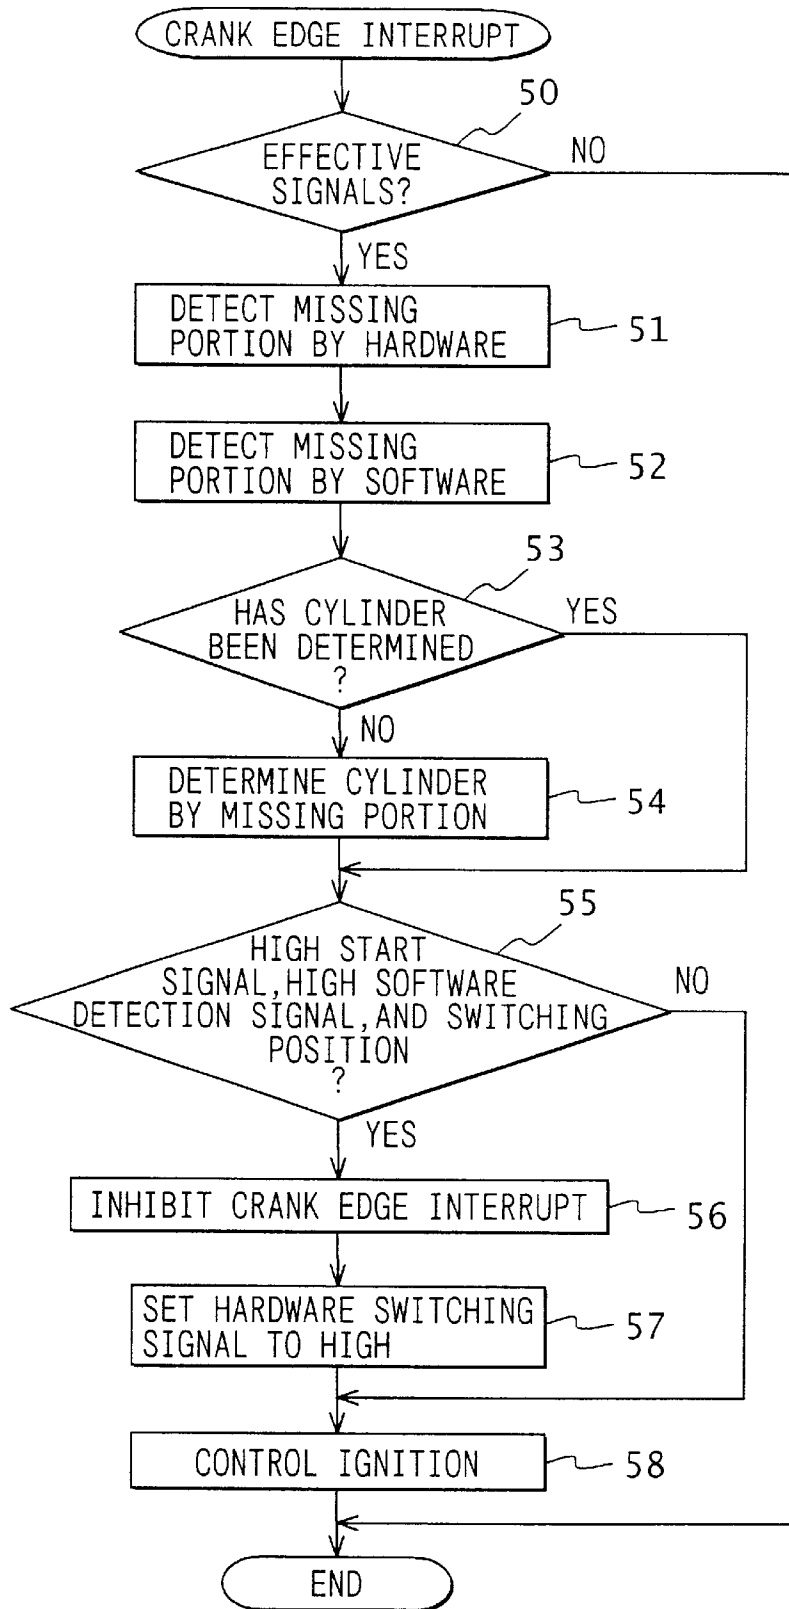 CRANK EDGE INTERRUPT
50
EFFECTIVE
SIGNALS?
NO
YES
DETECT MISSING
PORTION BY HARDWARE
51
DETECT MISSING
PORTION BY SOFTWARE
52
53
HAS CYLINDER
BEEN DETERMINED
?
YES
NO
DETERMINE CYLINDER
BY MISSING PORTION
54
55
HIGH START
SIGNAL,HIGH SOFTWARE
DETECTION SIGNAL,AND SWITCHING
POSITION
?
NO
YES
INHIBIT CRANK EDGE INTERRUPT
56
SET HARDWARE SWITCHING
SIGNAL TO HIGH
57
CONTROL IGNITION
58
END